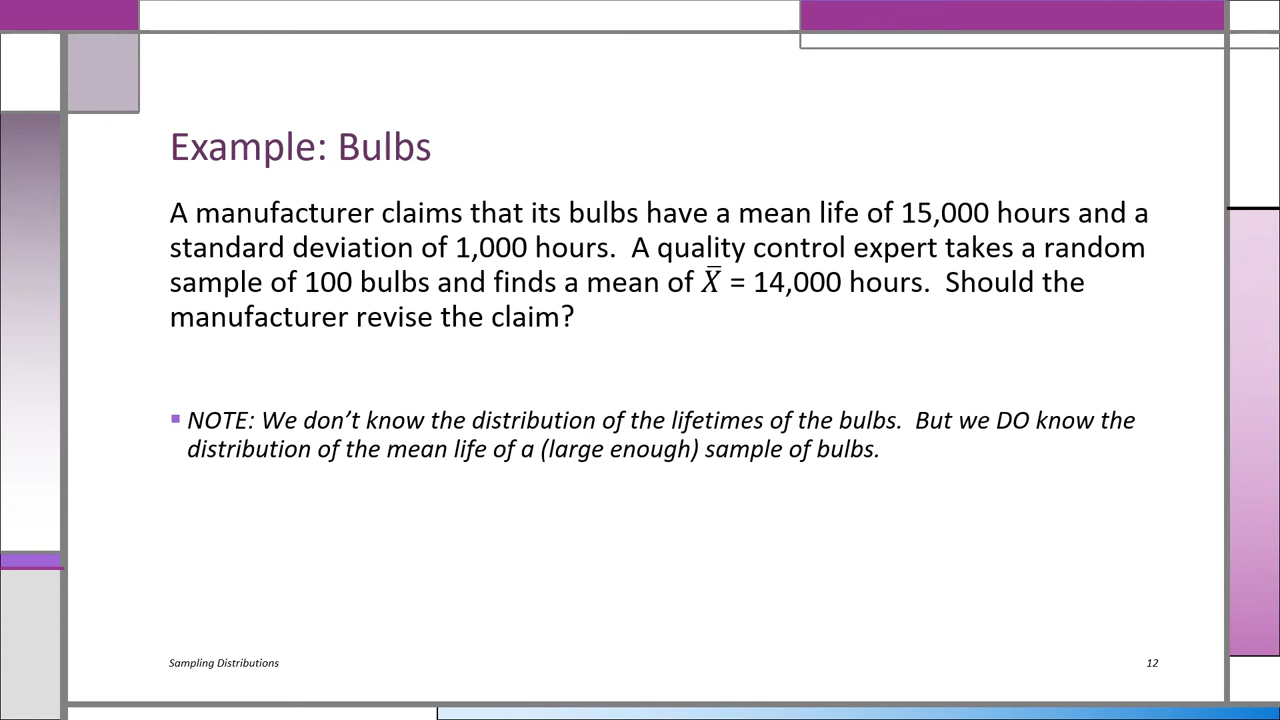 Example: Bulbs
A manufacturer claims that its bulbs have a mean life of 15,000 hours and a
standard deviation of 1,000 hours.  A quality control expert takes a random
sample of 100 bulbs and finds a mean of X̅ = 14,000 hours.  Should the
manufacturer revise the claim?
▪ NOTE: We don’t know the distribution of the lifetimes of the bulbs.  But we DO know the
distribution of the mean life of a (large enough) sample of bulbs.
Sampling Distributions
12